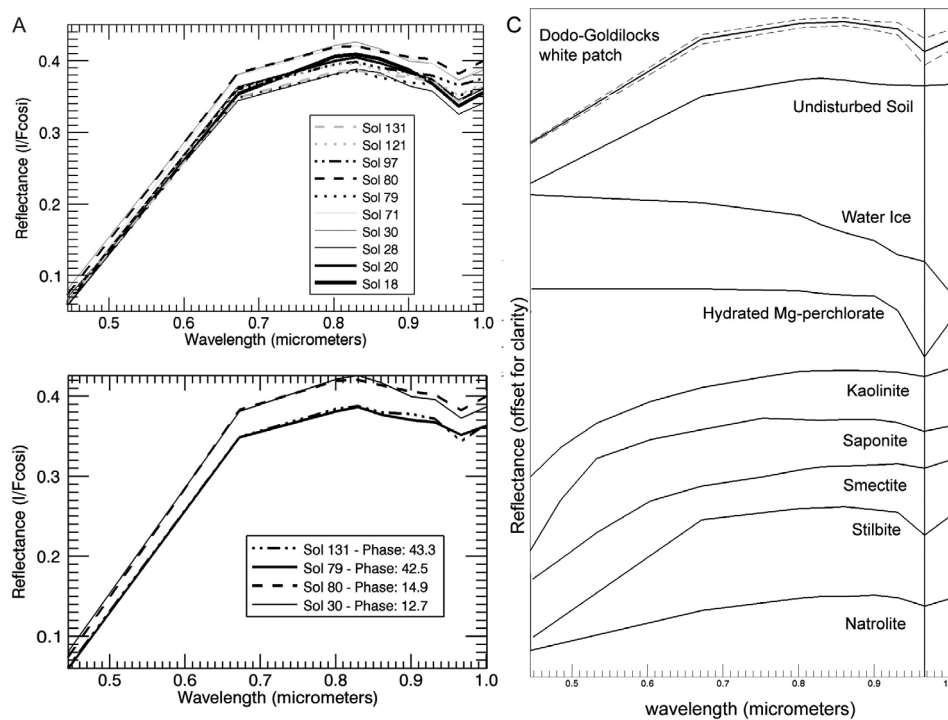 A
Reflectance (I/Fcosi)
0.4
0.3
0.2
0.1
Sol 131
Sol 121
Sol 97
Sol 80
Sol 79
Sol 71
Sol 30
Sol 28
Sol 20
Sol 18
0.5 0.6 0.7 0.8 0.9 1.0
Wavelength (micrometers)
Reflectance (I/Fcosi)
0.4
0.3
0.2
0.1
Sol 131 - Phase: 43.3
Sol 79 - Phase: 42.5
Sol 80 - Phase: 14.9
Sol 30 - Phase: 12.7
0.5 0.6 0.7 0.8 0.9 1.0
Wavelength (micrometers)
C
Reflectance (offset for clarity)
Dodo-Goldilocks
white patch
Undisturbed Soil
Water Ice
Hydrated Mg-perchlorate
Kaolinite
Saponite
Smectite
Stilbite
Natrolite
0.5 0.6 0.7 0.8 0.9
wavelength (micrometers)